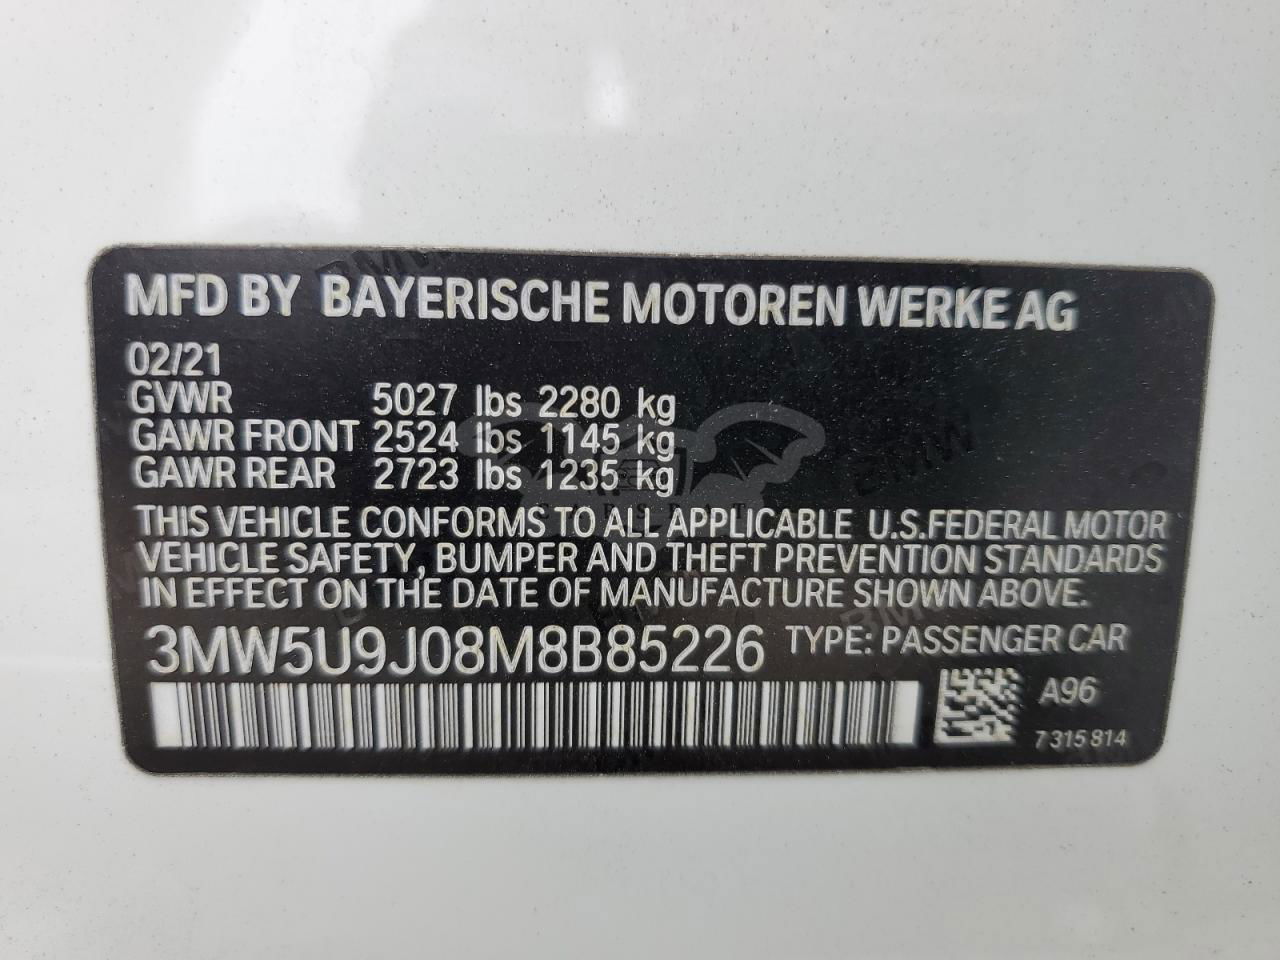 MFD BY BAYERISCHE MOTOREN WERKE AG
02/21
GVWR 5027 lbs 2280 kg
GAWR FRONT 2524 lbs 1145 kg
GAWR REAR 2723 lbs 1235 kg
THIS VEHICLE CONFORMS TO ALL APPLICABLE U.S.FEDERAL MOTOR
VEHICLE SAFETY, BUMPER AND THEFT PREVENTION STANDARDS
IN EFFECT ON THE DATE OF MANUFACTURE SHOWN ABOVE.
3MW5U9J08M8B85226 TYPE: PASSENGER CAR
A96
7 315 814
BMW